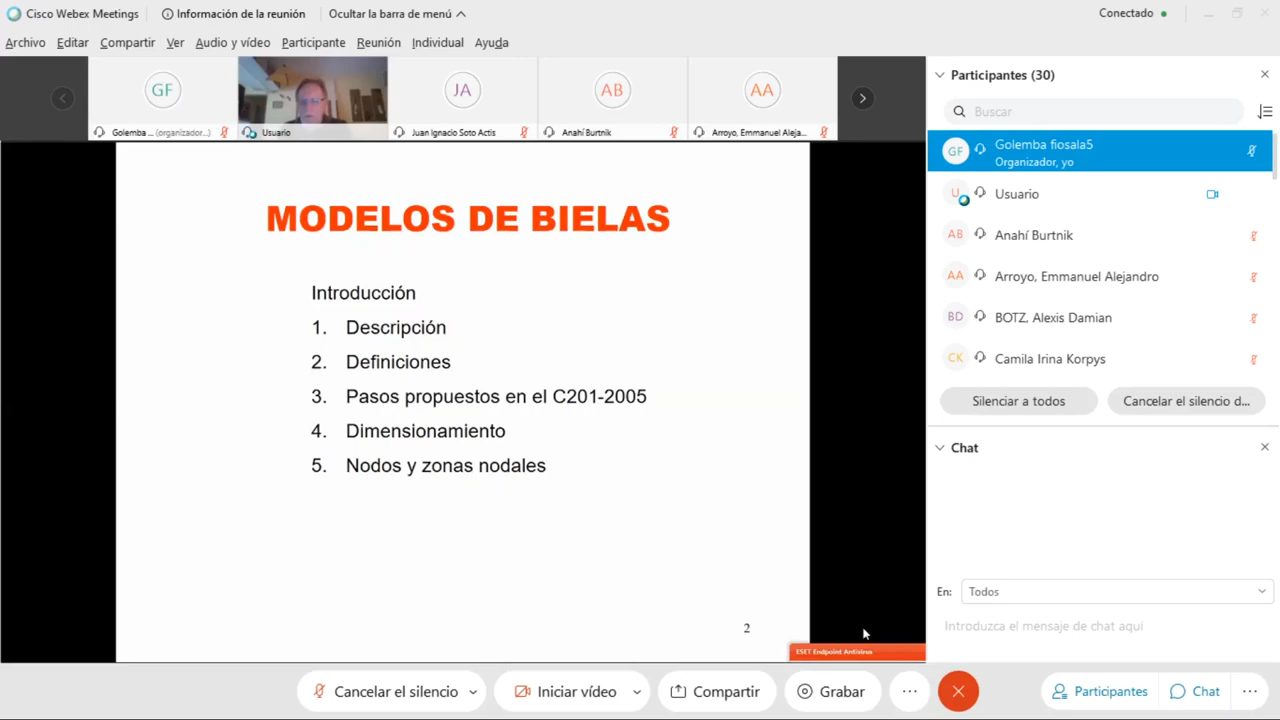 Cisco Webex Meetings
Información de la reunión
Ocultar la barra de menú
Conectado
Archivo Editar Compartir Ver Audio y vídeo Participante Reunión Individual Ayuda
GF
JA
AB
AA
Golemba ... (organizador...)
Usuario
Juan Ignacio Soto Actis
Anahí Burtnik
Arroyo, Emmanuel Aleja...
MODELOS DE BIELAS
Introducción
1. Descripción
2. Definiciones
3. Pasos propuestos en el C201-2005
4. Dimensionamiento
5. Nodos y zonas nodales
2
ESET Endpoint Antivirus
Participantes (30)
Buscar
GF Golemba fiosala5
Organizador, yo
U Usuario
AB Anahí Burtnik
AA Arroyo, Emmanuel Alejandro
BD BOTZ, Alexis Damian
CK Camila Irina Korpys
Silenciar a todos
Cancelar el silencio d...
Chat
En: Todos
Introduzca el mensaje de chat aquí
Cancelar el silencio
Iniciar vídeo
Compartir
Grabar
Participantes
Chat